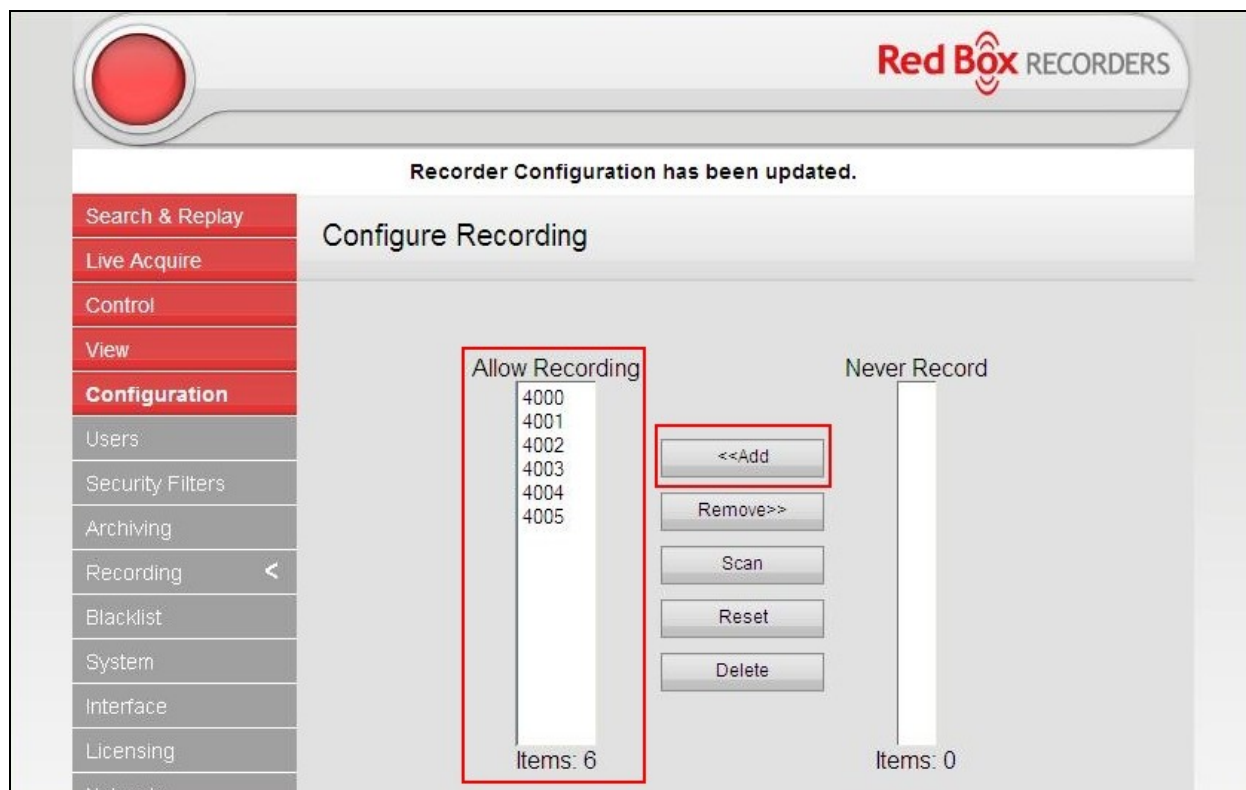 Red Box RECORDERS
Recorder Configuration has been updated.
Search & Replay
Live Acquire
Control
View
Configuration
Users
Security Filters
Archiving
Recording <
Blacklist
System
Interface
Licensing
Configure Recording
Allow Recording
4000
4001
4002
4003
4004
4005
Items: 6
<<Add
Remove>>
Scan
Reset
Delete
Never Record
Items: 0